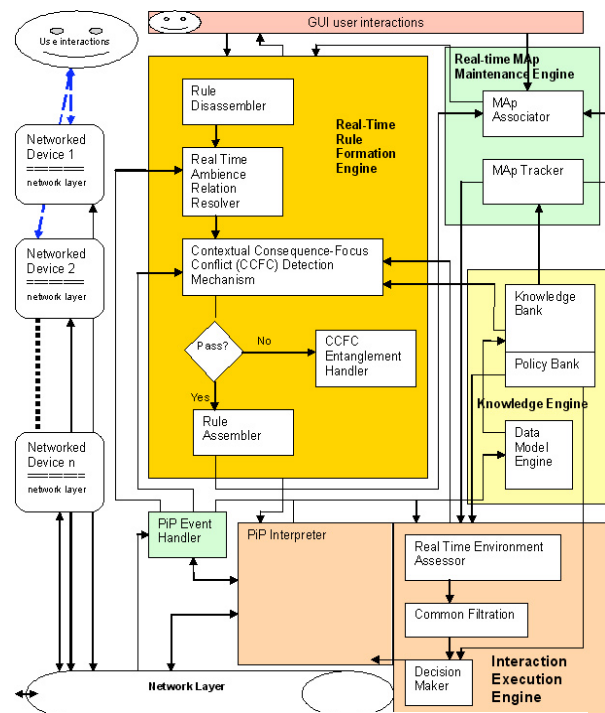 GUI user interactions
Use interactions
Real-time MAp
Maintenance Engine
Rule
Disassembler
MAp
Associator
Real-Time
Rule
Formation
Engine
Networked
Device 1
======
network layer
Real Time
Ambience
Relation
Resolver
MAp Tracker
Networked
Device 2
======
network layer
Contextual Consequence-Focus
Conflict (CCFC) Detection
Mechanism
Knowledge
Bank
Pass?
No
CCFC
Entanglement
Handler
Policy Bank
Yes
Knowledge Engine
Rule
Assembler
Networked
Device n
======
network layer
Data
Model
Engine
PiP Event
Handler
PiP Interpreter
Real Time Environment
Assessor
Common Filtration
Decision
Maker
Interaction
Execution
Engine
Network Layer